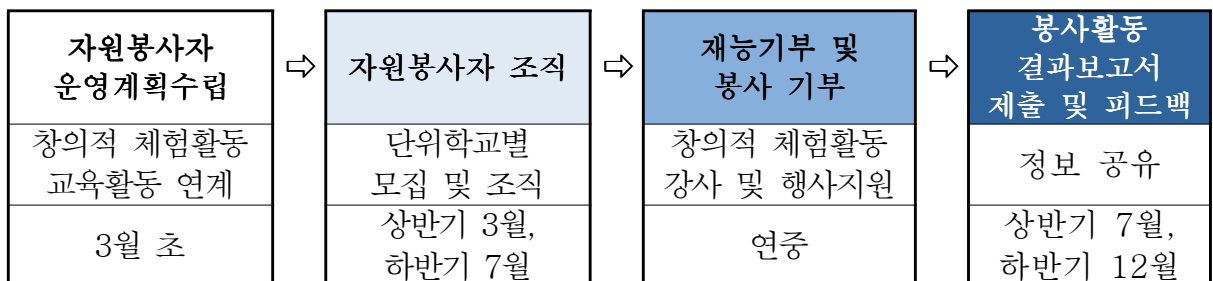 자원봉사자
운영계획수립
⇨
자원봉사자 조직
⇨
재능기부 및
봉사 기부
⇨
봉사활동
결과보고서
제출 및 피드백
창의적 체험활동
교육활동 연계
단위학교별
모집 및 조직
창의적 체험활동
강사 및 행사지원
정보 공유
3월 초
상반기 3월,
하반기 7월
연중
상반기 7월,
하반기 12월